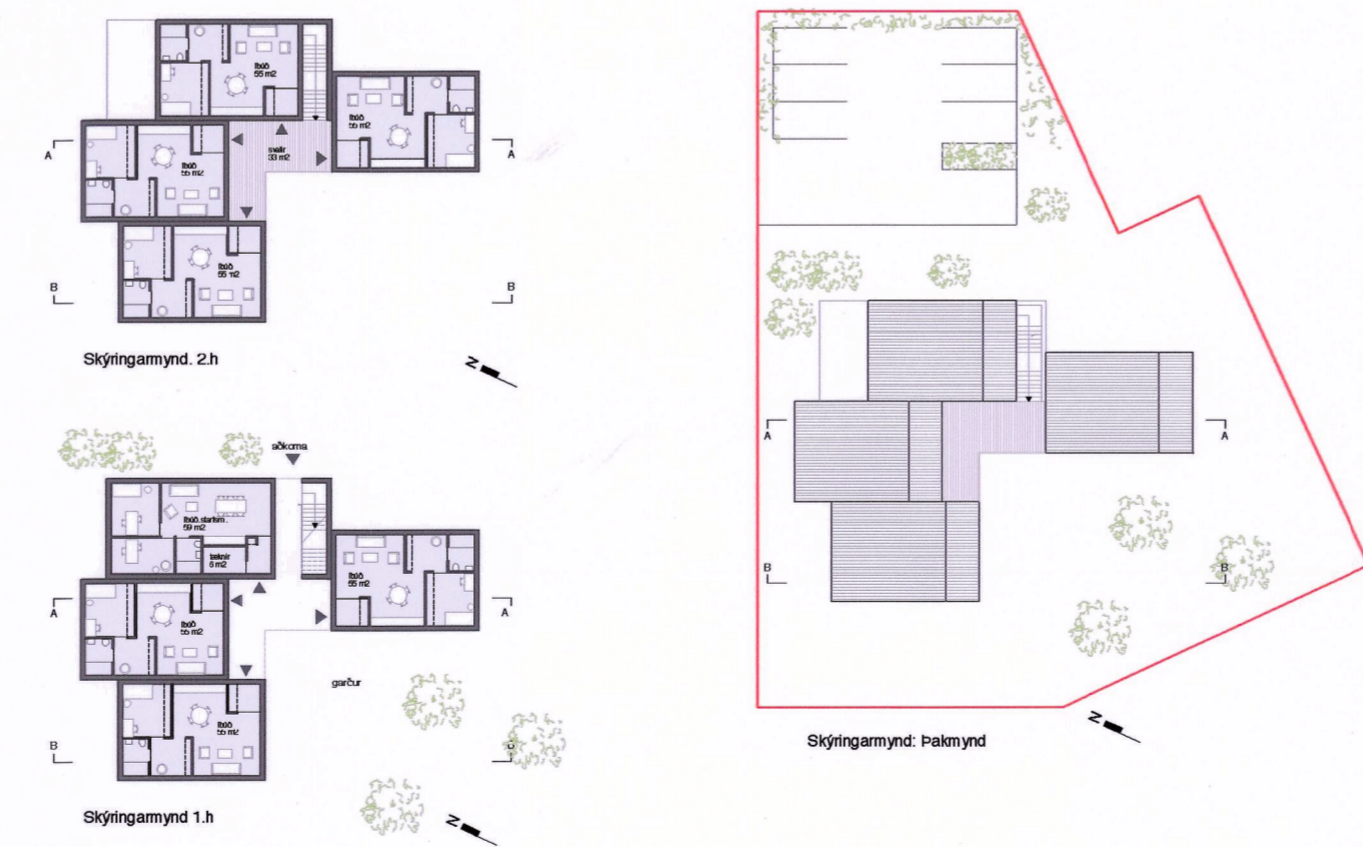 Íbúð
55 m2
Íbúð
55 m2
A
A
svalir
33 m2
Íbúð
55 m2
Íbúð
55 m2
B
B
Skýringarmynd. 2.h
N
aðkoma
Íbúð.starfsm.
59 m2
tæknir
6 m2
Íbúð
55 m2
A
A
Íbúð
55 m2
garður
Íbúð
55 m2
B
Skýringarmynd 1.h
N
A
A
B
B
N
Skýringarmynd: Þakmynd